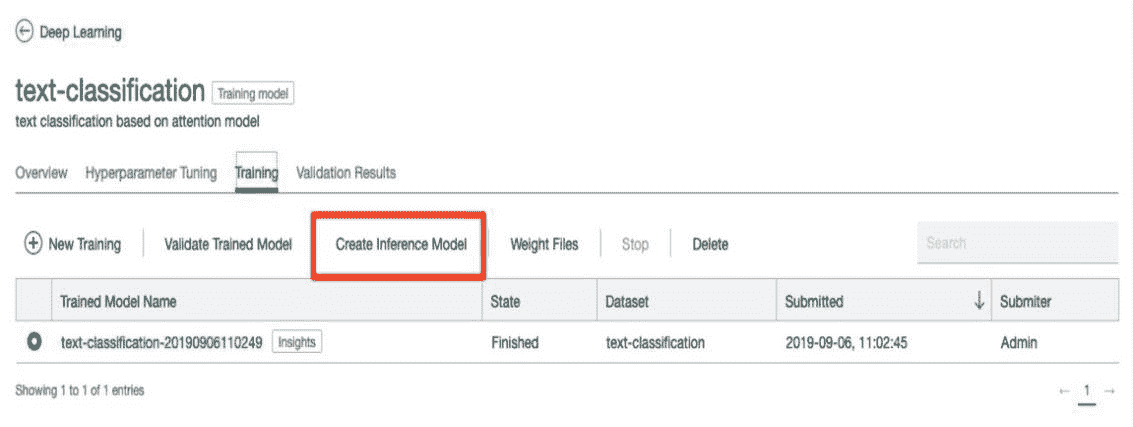 Deep Learning
text-classification Training model
text classification based on attention model
Overview Hyperparameter Tuning Training Validation Results
New Training Validate Trained Model Create Inference Model Weight Files Stop Delete Search
Trained Model Name State Dataset Submitted ↓ Submiter
text-classification-20190906110249 Insights Finished text-classification 2019-09-06, 11:02:45 Admin
Showing 1 to 1 of 1 entries ← 1 →